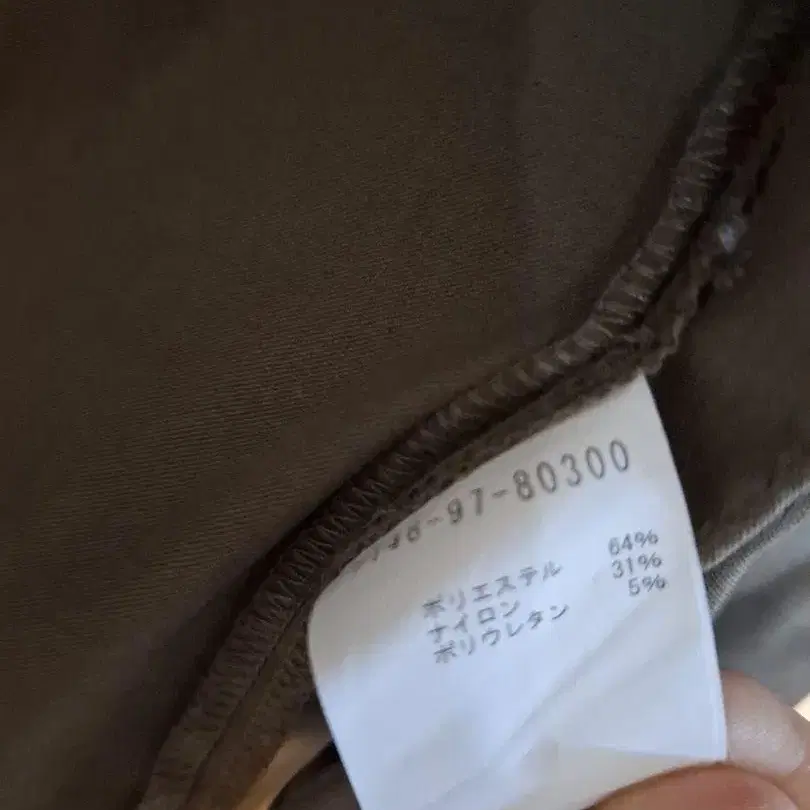 46-97-80300
ポリエステル 64%
ナイロン 31%
ポリウレタン 5%